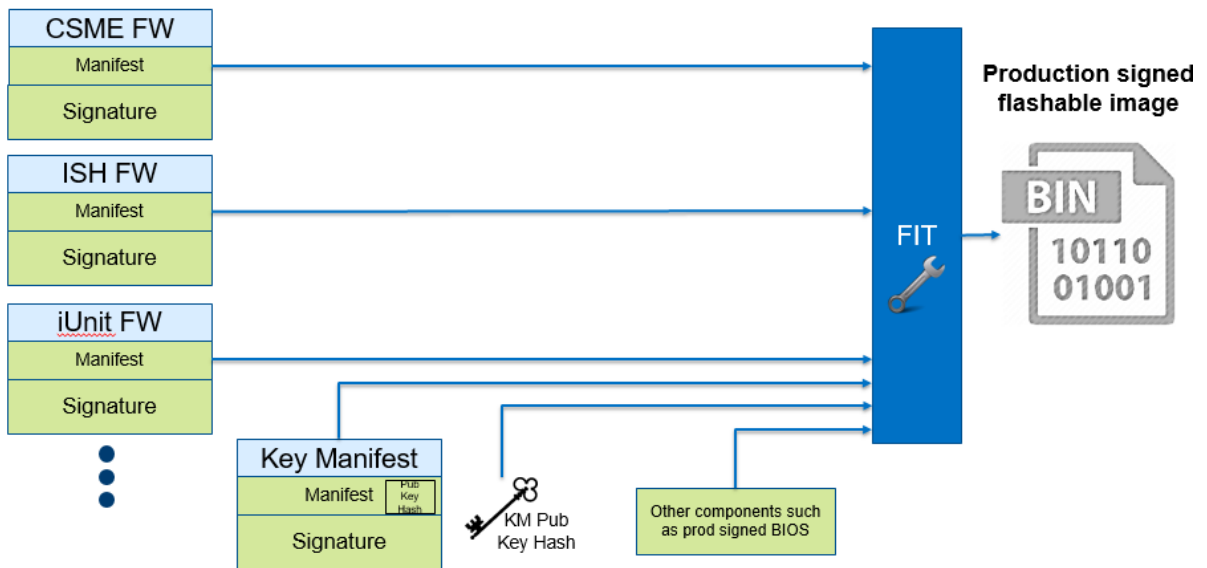 CSME FW
Manifest
Signature
ISH FW
Manifest
Signature
iUnit FW
Manifest
Signature
Key Manifest
Manifest
Pub
Key
Hash
Signature
KM Pub
Key Hash
Other components such
as prod signed BIOS
FIT
Production signed
flashable image
BIN
10110
01001